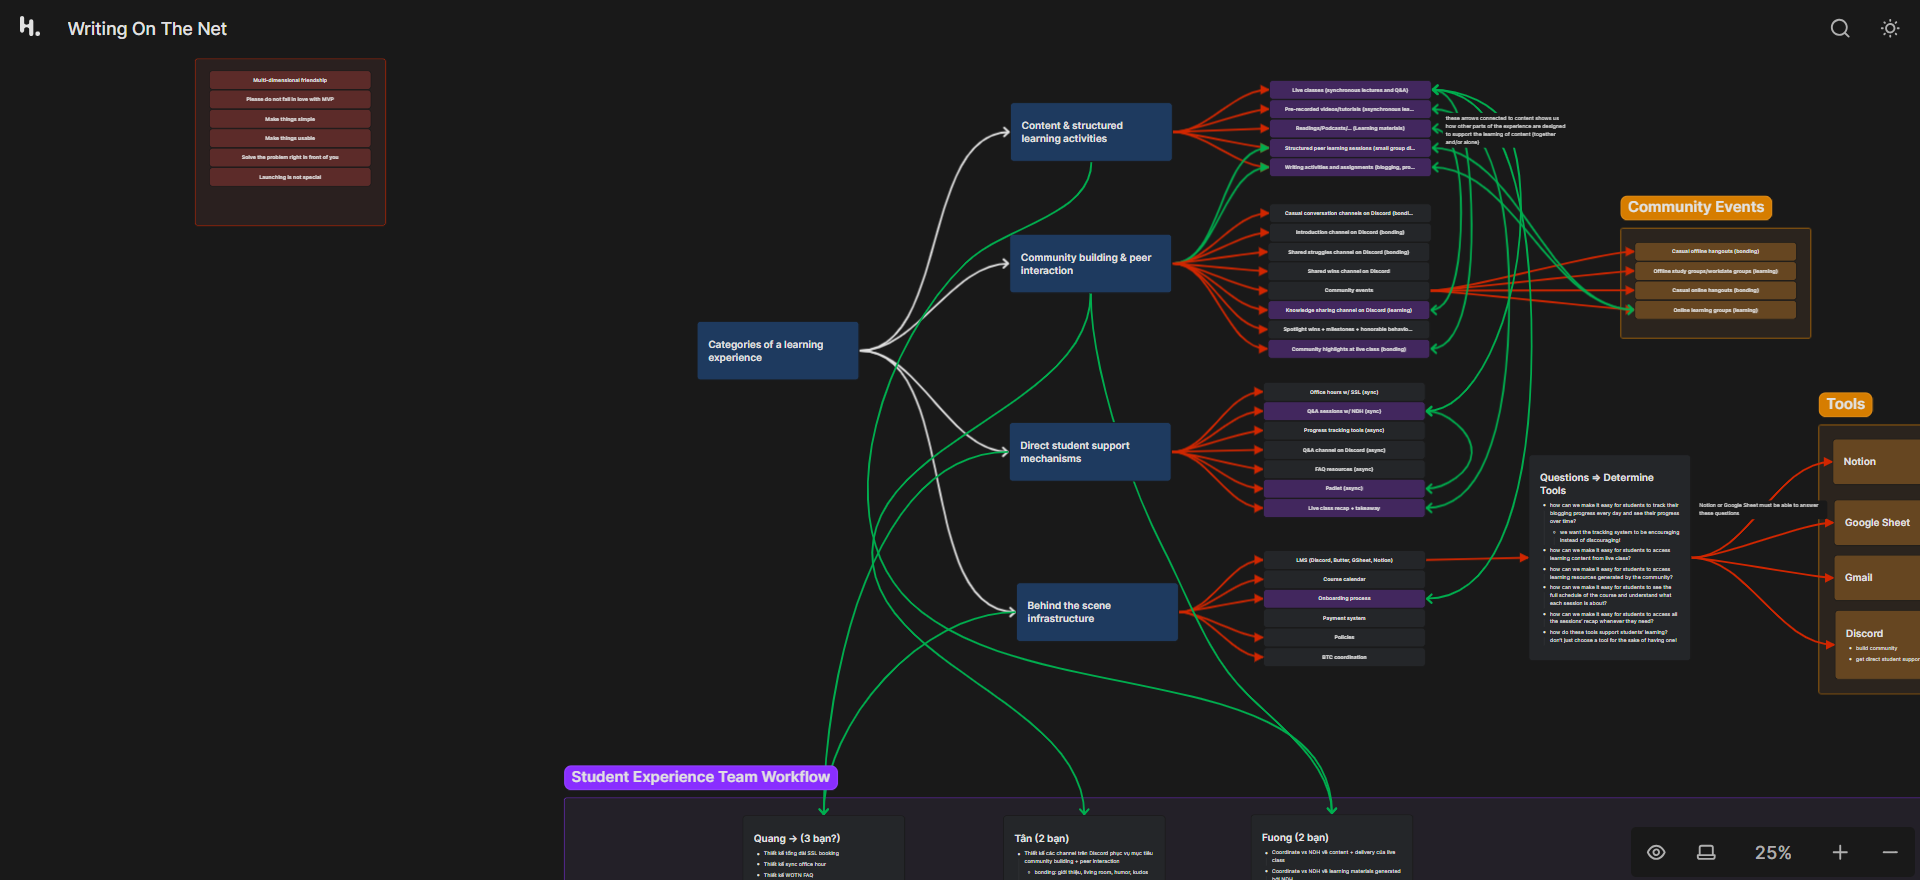 h.
Writing On The Net
Multi-dimensional friendship
Please do not fall in love with MVP
Make things simple
Make things usable
Solve the problem right in front of you
Launching is not special
Categories of a learning
experience
Content & structured
learning activities
Community building & peer
interaction
Direct student support
mechanisms
Behind the scene
infrastructure
Live classes (synchronous lectures and Q&A)
Pre-recorded videos/tutorials (asynchronous les...
Readings/Podcasts/... (Learning materials)
Structured peer learning sessions (small group di...
Writing activities and assignments (blogging, pro...
these arrows connected to content shows us
how other parts of the experience are designed
to support the learning of content (together
and/or alone)
Casual conversation channels on Discord (bondi...
Introduction channel on Discord (bonding)
Shared struggles channel on Discord (bonding)
Shared wins channel on Discord
Community events
Knowledge sharing channel on Discord (learning)
Spotlight wins + milestones + honorable behavio...
Community highlights at live class (bonding)
Community Events
Casual offline hangouts (bonding)
Offline study groups/workdate groups (learning)
Casual online hangouts (bonding)
Online learning groups (learning)
Office hours w/ SSL (sync)
Q&A sessions w/ NDH (sync)
Progress tracking tools (async)
Q&A channel on Discord (async)
FAQ resources (async)
Padlet (async)
Live class recap + takeaway
LMS (Discord, Butter, GSheet, Notion)
Course calendar
Onboarding process
Payment system
Policies
BTC coordination
Questions => Determine
Tools
how can we make it easy for students to track their
blogging progress every day and see their progress
over time?
we want the tracking system to be encouraging
instead of discouraging!
how can we make it easy for students to access
learning content from live class?
how can we make it easy for students to access
learning resources generated by the community?
how can we make it easy for students to see the
full schedule of the course and understand what
each session is about?
how can we make it easy for students to access all
the sessions' recap whenever they need?
how do these tools support students' learning?
don't just choose a tool for the sake of having one!
Notion or Google Sheet must be able to answer
these questions
Tools
Notion
Google Sheet
Gmail
Discord
build community
get direct student suppor
Student Experience Team Workflow
Quang -> (3 bạn?)
Thiết kế tổng đài SSL booking
Thiết kế sync office hour
Thiết kế WOTN FAQ
Tân (2 bạn)
Thiết kế các channel trên Discord phục vụ mục tiêu
community building + peer interaction
bonding: giới thiệu, living room, humor, kudos
Fuong (2 bạn)
Coordinate vs NDH về content + delivery của live
class
Coordinate vs NDH về learning materials generated
bởi NDH
25%